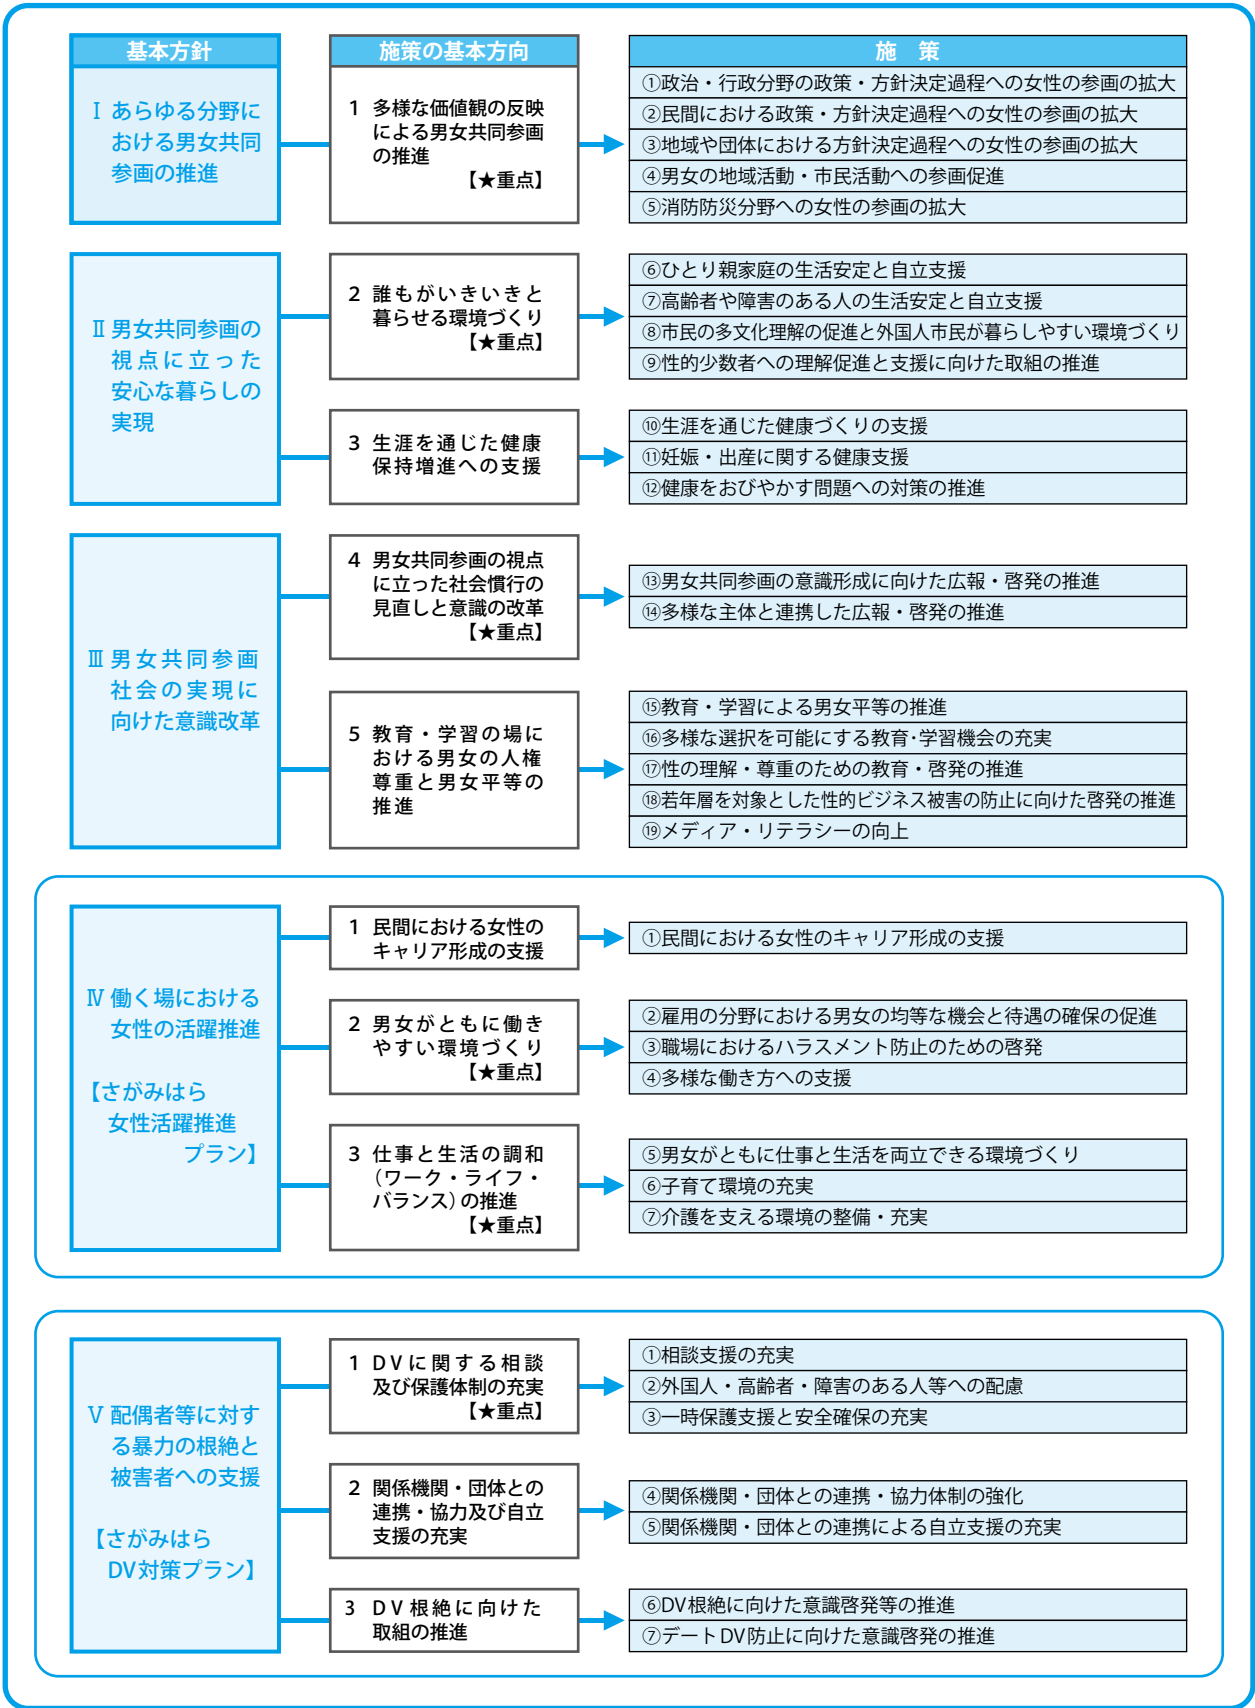 基本方針
施策の基本方向
施 策
Ⅰ あらゆる分野に
おける男女共同
参画の推進
1 多様な価値観の反映
による男女共同参画
の推進
【★重点】
①政治・行政分野の政策・方針決定過程への女性の参画の拡大
②民間における政策・方針決定過程への女性の参画の拡大
③地域や団体における方針決定過程への女性の参画の拡大
④男女の地域活動・市民活動への参画促進
⑤消防防災分野への女性の参画の拡大
Ⅱ 男女共同参画の
視点に立った
安心な暮らしの
実現
2 誰もがいきいきと
暮らせる環境づくり
【★重点】
⑥ひとり親家庭の生活安定と自立支援
⑦高齢者や障害のある人の生活安定と自立支援
⑧市民の多文化理解の促進と外国人市民が暮らしやすい環境づくり
⑨性的少数者への理解促進と支援に向けた取組の推進
3 生涯を通じた健康
保持増進への支援
⑩生涯を通じた健康づくりの支援
⑪妊娠・出産に関する健康支援
⑫健康をおびやかす問題への対策の推進
Ⅲ 男女共同参画
社会の実現に
向けた意識改革
4 男女共同参画の視点
に立った社会慣行の
見直しと意識の改革
【★重点】
⑬男女共同参画の意識形成に向けた広報・啓発の推進
⑭多様な主体と連携した広報・啓発の推進
5 教育・学習の場に
おける男女の人権
尊重と男女平等の
推進
⑮教育・学習による男女平等の推進
⑯多様な選択を可能にする教育・学習機会の充実
⑰性の理解・尊重のための教育・啓発の推進
⑱若年層を対象とした性的ビジネス被害の防止に向けた啓発の推進
⑲メディア・リテラシーの向上
Ⅳ 働く場における
女性の活躍推進
【さがみはら
女性活躍推進
プラン】
1 民間における女性の
キャリア形成の支援
①民間における女性のキャリア形成の支援
2 男女がともに働き
やすい環境づくり
【★重点】
②雇用の分野における男女の均等な機会と待遇の確保の促進
③職場におけるハラスメント防止のための啓発
④多様な働き方への支援
3 仕事と生活の調和
（ワーク・ライフ・
バランス）の推進
【★重点】
⑤男女がともに仕事と生活を両立できる環境づくり
⑥子育て環境の充実
⑦介護を支える環境の整備・充実
Ⅴ 配偶者等に対す
る暴力の根絶と
被害者への支援
【さがみはら
DV対策プラン】
1 DVに関する相談
及び保護体制の充実
【★重点】
①相談支援の充実
②外国人・高齢者・障害のある人等への配慮
③一時保護支援と安全確保の充実
2 関係機関・団体との
連携・協力及び自立
支援の充実
④関係機関・団体との連携・協力体制の強化
⑤関係機関・団体との連携による自立支援の充実
3 DV根絶に向けた
取組の推進
⑥DV根絶に向けた意識啓発等の推進
⑦デートDV防止に向けた意識啓発の推進